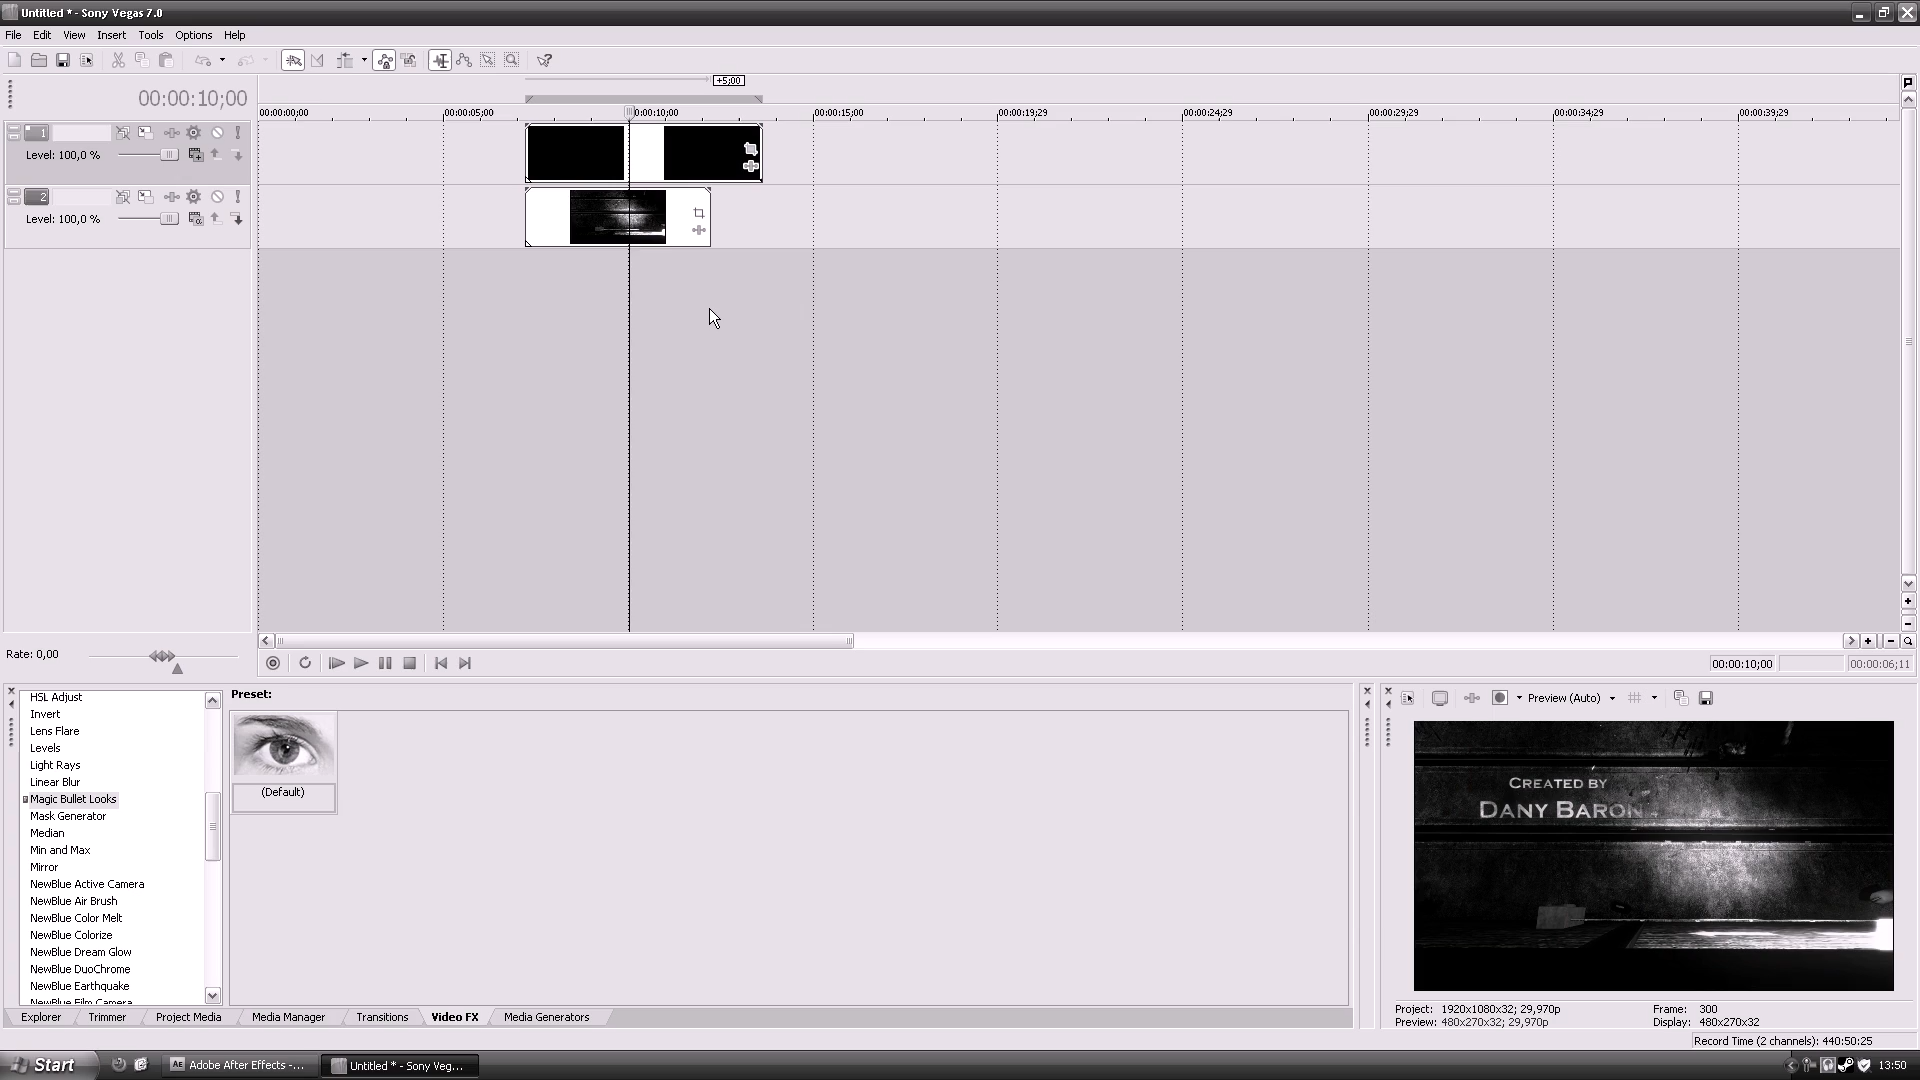 Untitled * - Sony Vegas 7.0
File Edit View Insert Tools Options Help
+5;00
00:00:10;00
00:00:00;00 00:00:05;00 00:00:10;00 00:00:15;00 00:00:19;29 00:00:24;29 00:00:29;29 00:00:34;29 00:00:39;29
1
Level: 100,0 %
2
Level: 100,0 %
Rate: 0,00
00:00:10;00 00:00:06;11
HSL Adjust
Invert
Lens Flare
Levels
Light Rays
Linear Blur
Magic Bullet Looks
Mask Generator
Median
Min and Max
Mirror
NewBlue Active Camera
NewBlue Air Brush
NewBlue Color Melt
NewBlue Colorize
NewBlue Dream Glow
NewBlue DuoChrome
NewBlue Earthquake
NewBlue Film Camera
Preset:
(Default)
Preview (Auto)
CREATED BY
DANY BARON
Project: 1920x1080x32; 29,970p Frame: 300
Preview: 480x270x32; 29,970p Display: 480x270x32
Explorer Trimmer Project Media Media Manager Transitions Video FX Media Generators
Record Time (2 channels): 440:50:25
Start AE Adobe After Effects -... Untitled * - Sony Veg... 13:50